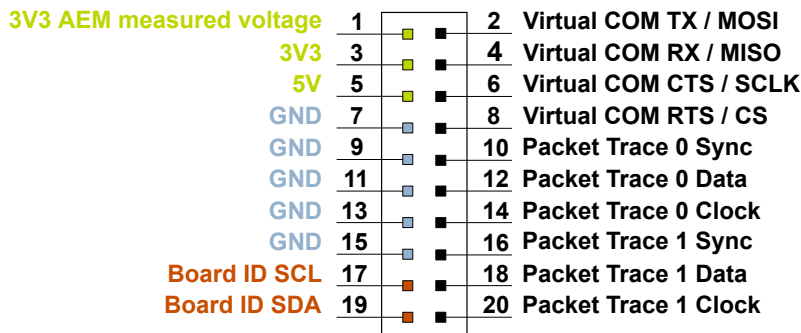 3V3 AEM measured voltage 1 2 Virtual COM TX / MOSI
3V3 3 4 Virtual COM RX / MISO
5V 5 6 Virtual COM CTS / SCLK
GND 7 8 Virtual COM RTS / CS
GND 9 10 Packet Trace 0 Sync
GND 11 12 Packet Trace 0 Data
GND 13 14 Packet Trace 0 Clock
GND 15 16 Packet Trace 1 Sync
Board ID SCL 17 18 Packet Trace 1 Data
Board ID SDA 19 20 Packet Trace 1 Clock